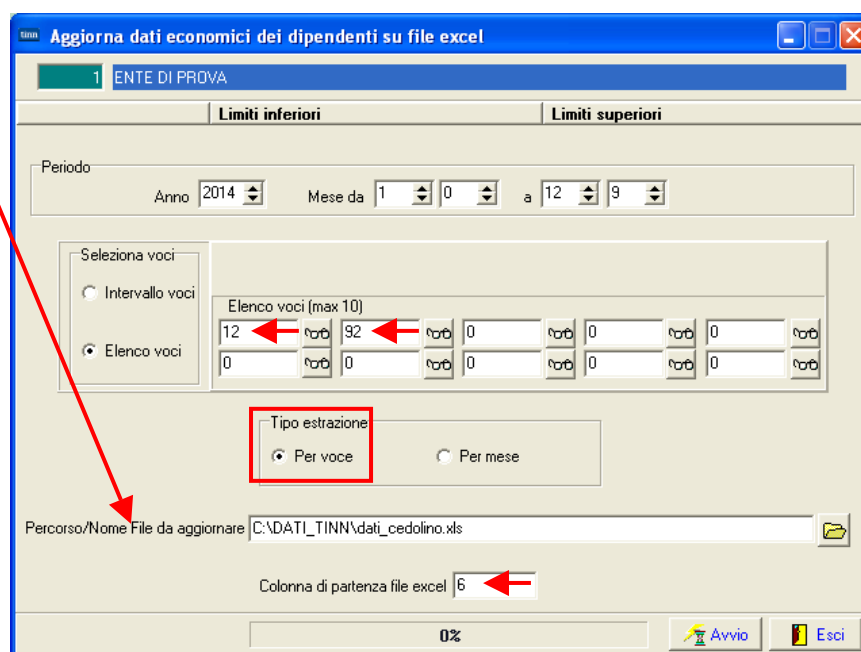 tinn Aggiorna dati economici dei dipendenti su file excel
1 ENTE DI PROVA
Limiti inferiori Limiti superiori
Periodo
Anno 2014 Mese da 1 0 a 12 9
Seleziona voci
Intervallo voci
Elenco voci (max 10)
12 92 0 0 0
Elenco voci
0 0 0 0 0
Tipo estrazione
Per voce Per mese
Percorso/Nome File da aggiornare C:\DATI_TINN\dati_cedolino.xls
Colonna di partenza file excel 6
0% Avvio Esci